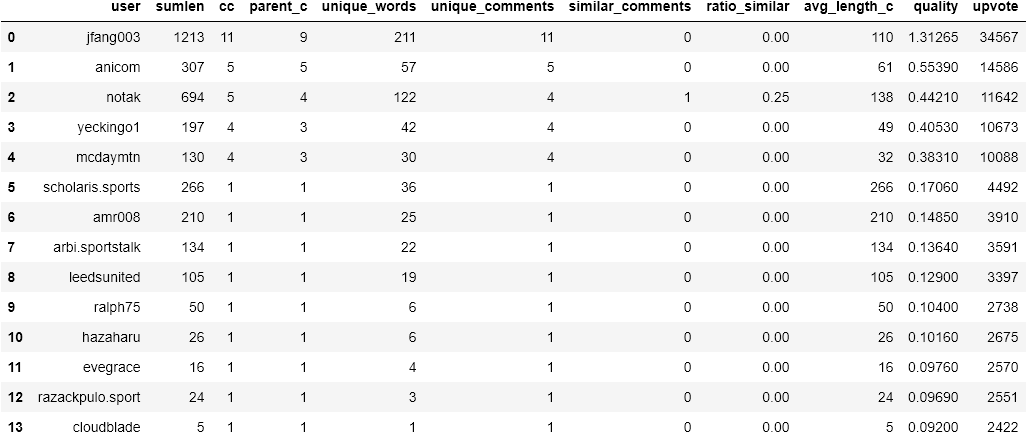 user sumlen cc parent_c unique_words unique_comments similar_comments ratio_similar avg_length_c quality upvote
0 jfang003 1213 11 9 211 11 0 0.00 110 1.31265 34567
1 anicom 307 5 5 57 5 0 0.00 61 0.55390 14586
2 notak 694 5 4 122 4 1 0.25 138 0.44210 11642
3 yeckingo1 197 4 3 42 4 0 0.00 49 0.40530 10673
4 mcdaymtn 130 4 3 30 4 0 0.00 32 0.38310 10088
5 scholaris.sports 266 1 1 36 1 0 0.00 266 0.17060 4492
6 amr008 210 1 1 25 1 0 0.00 210 0.14850 3910
7 arbi.sportstalk 134 1 1 22 1 0 0.00 134 0.13640 3591
8 leedsunited 105 1 1 19 1 0 0.00 105 0.12900 3397
9 ralph75 50 1 1 6 1 0 0.00 50 0.10400 2738
10 hazaharu 26 1 1 6 1 0 0.00 26 0.10160 2675
11 evegrace 16 1 1 4 1 0 0.00 16 0.09760 2570
12 razackpulo.sport 24 1 1 3 1 0 0.00 24 0.09690 2551
13 cloudblade 5 1 1 1 1 0 0.00 5 0.09200 2422